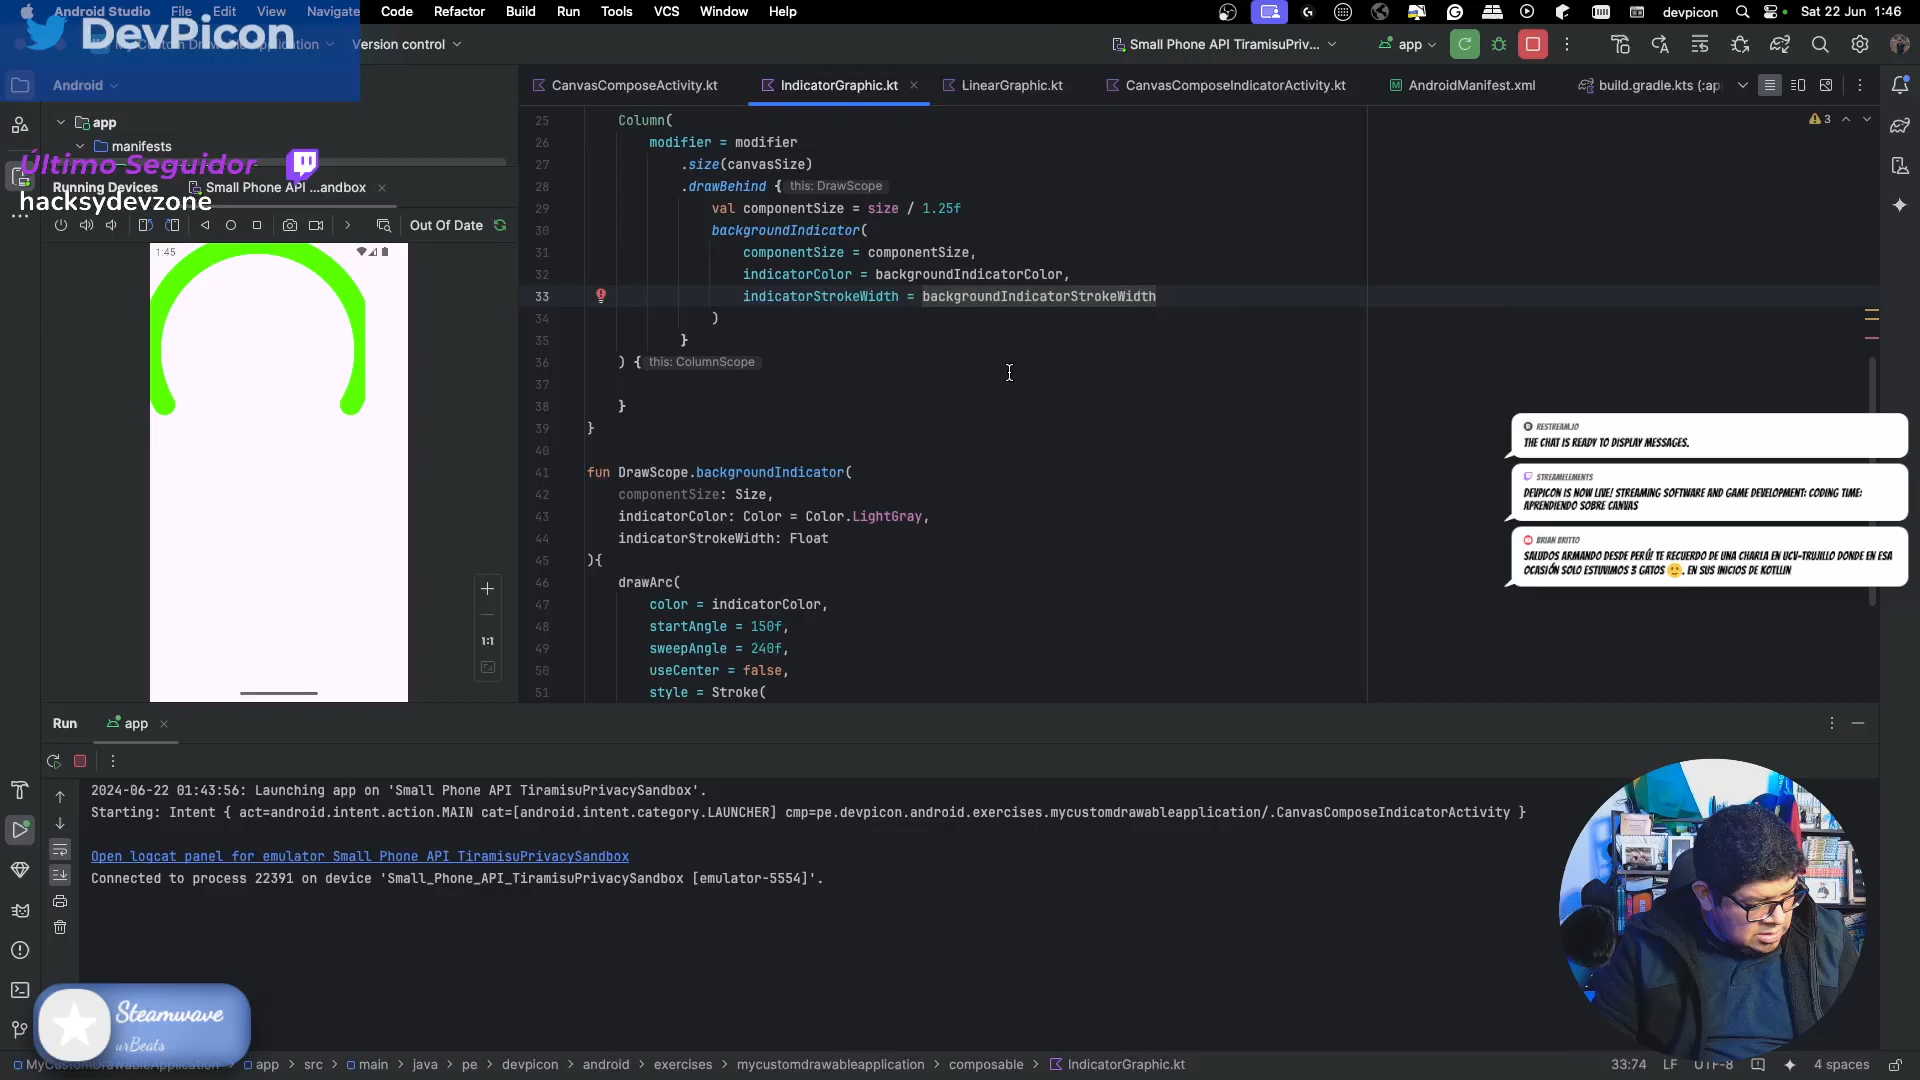 Android Studio File Edit View Navigate Code Refactor Build Run Tools VCS Window Help
devpicon Sat 22 Jun 1:46
DevPicon
Version control
Small Phone API TiramisuPriv...
app
Android
app
manifests
Último Seguidor
hacksydevzone
Running Devices
Small Phone API ...andbox
Out Of Date
1:45
1:1
CanvasComposeActivity.kt
IndicatorGraphic.kt
LinearGraphic.kt
CanvasComposeIndicatorActivity.kt
AndroidManifest.xml
build.gradle.kts (:ap
3
25 Column(
26 modifier = modifier
27 .size(canvasSize)
28 .drawBehind { this: DrawScope
29 val componentSize = size / 1.25f
30 backgroundIndicator(
31 componentSize = componentSize,
32 indicatorColor = backgroundIndicatorColor,
33 indicatorStrokeWidth = backgroundIndicatorStrokeWidth
34 )
35 }
36 ) { this: ColumnScope
37
38 }
39 }
40
41 fun DrawScope.backgroundIndicator(
42 componentSize: Size,
43 indicatorColor: Color = Color.LightGray,
44 indicatorStrokeWidth: Float
45 ){
46 drawArc(
47 color = indicatorColor,
48 startAngle = 150f,
49 sweepAngle = 240f,
50 useCenter = false,
51 style = Stroke(
RESTREAM.IO
THE CHAT IS READY TO DISPLAY MESSAGES.
STREAMELEMENTS
DEVPICON IS NOW LIVE! STREAMING SOFTWARE AND GAME DEVELOPMENT: CODING TIME:
APRENDIENDO SOBRE CANVAS
BRIAN BRITTO
SALUDOS ARMANDO DESDE PERÚ! TE RECUERDO DE UNA CHARLA EN UCV-TRUJILLO DONDE EN ESA
OCASIÓN SOLO ESTUVIMOS 3 GATOS 🙂. EN SUS INICIOS DE KOTLLIN
Run
app
2024-06-22 01:43:56: Launching app on 'Small Phone API TiramisuPrivacySandbox'.
Starting: Intent { act=android.intent.action.MAIN cat=[android.intent.category.LAUNCHER] cmp=pe.devpicon.android.exercises.mycustomdrawableapplication/.CanvasComposeIndicatorActivity }
Open logcat panel for emulator Small Phone API TiramisuPrivacySandbox
Connected to process 22391 on device 'Small_Phone_API_TiramisuPrivacySandbox [emulator-5554]'.
Steamwave
urBeats
MyCustomDrawableApplication > app > src > main > java > pe > devpicon > android > exercises > mycustomdrawableapplication > composable > IndicatorGraphic.kt
33:74 LF UTF-8 4 spaces